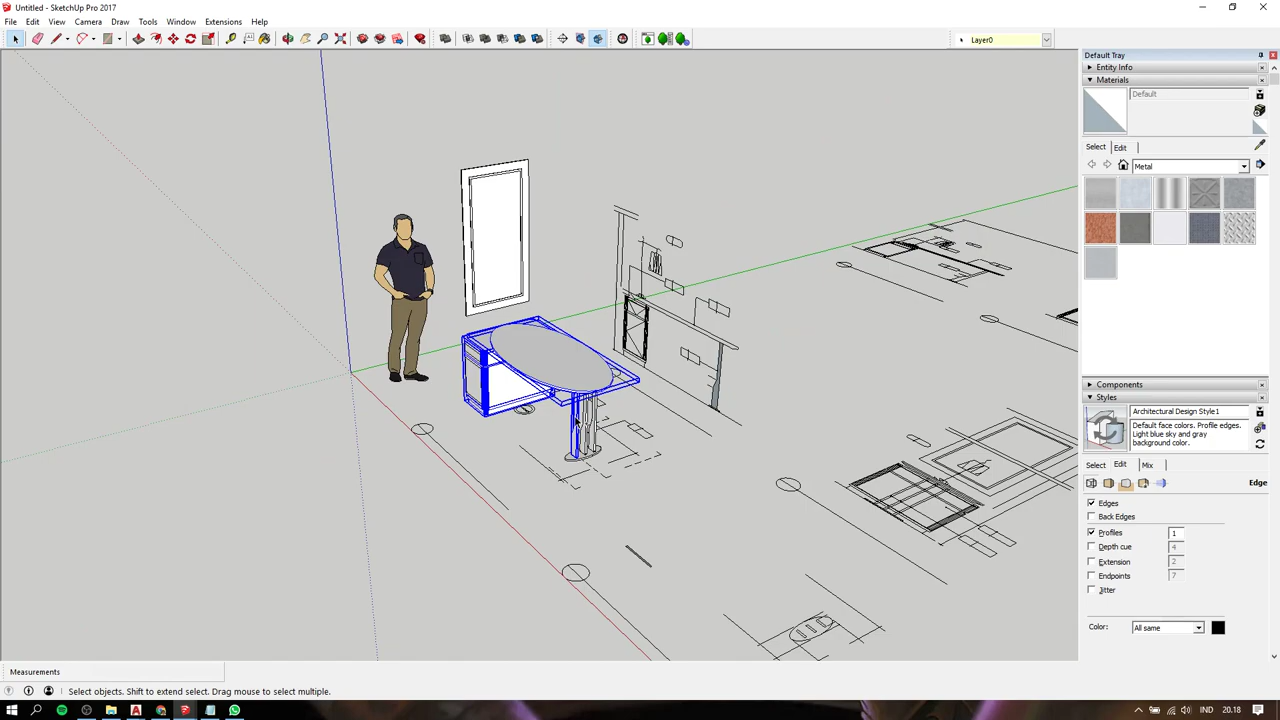 Untitled - SketchUp Pro 2017
File Edit View Camera Draw Tools Window Extensions Help
Layer0
Default Tray
Entity Info
Materials
Default
Select Edit
Metal
Components
Styles
Architectural Design Style1
Default face colors. Profile edges.
Light blue sky and gray
background color.
Select Edit Mix
Edge
Edges
Back Edges
Profiles 1
Depth cue 4
Extension 2
Endpoints 7
Jitter
Color: All same
Measurements
Select objects. Shift to extend select. Drag mouse to select multiple.
IND 20.18